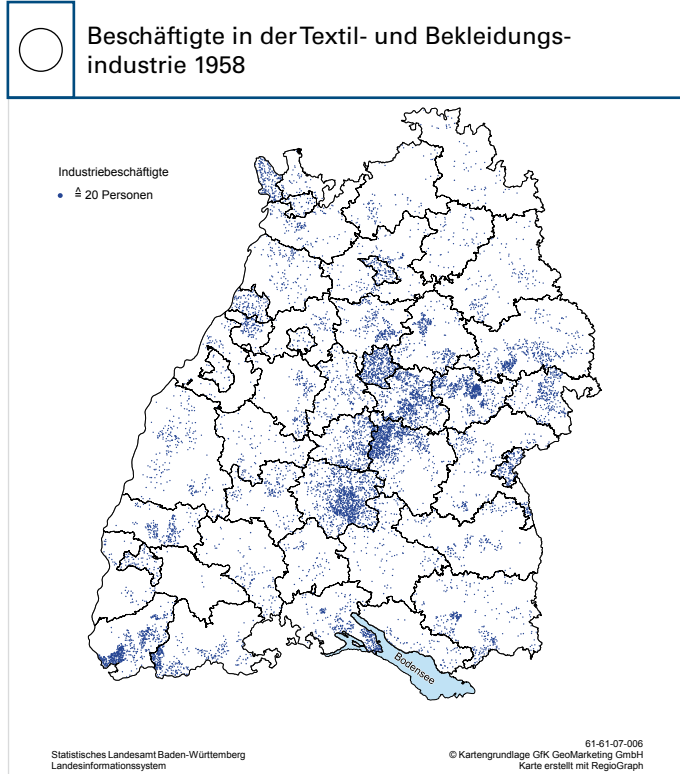 Beschäftigte in der Textil- und Bekleidungs-
industrie 1958
Industriebeschäftigte
≙ 20 Personen
Bodensee
61-61-07-006
Statistisches Landesamt Baden-Württemberg
Landesinformationssystem
© Kartengrundlage GfK GeoMarketing GmbH
Karte erstellt mit RegioGraph